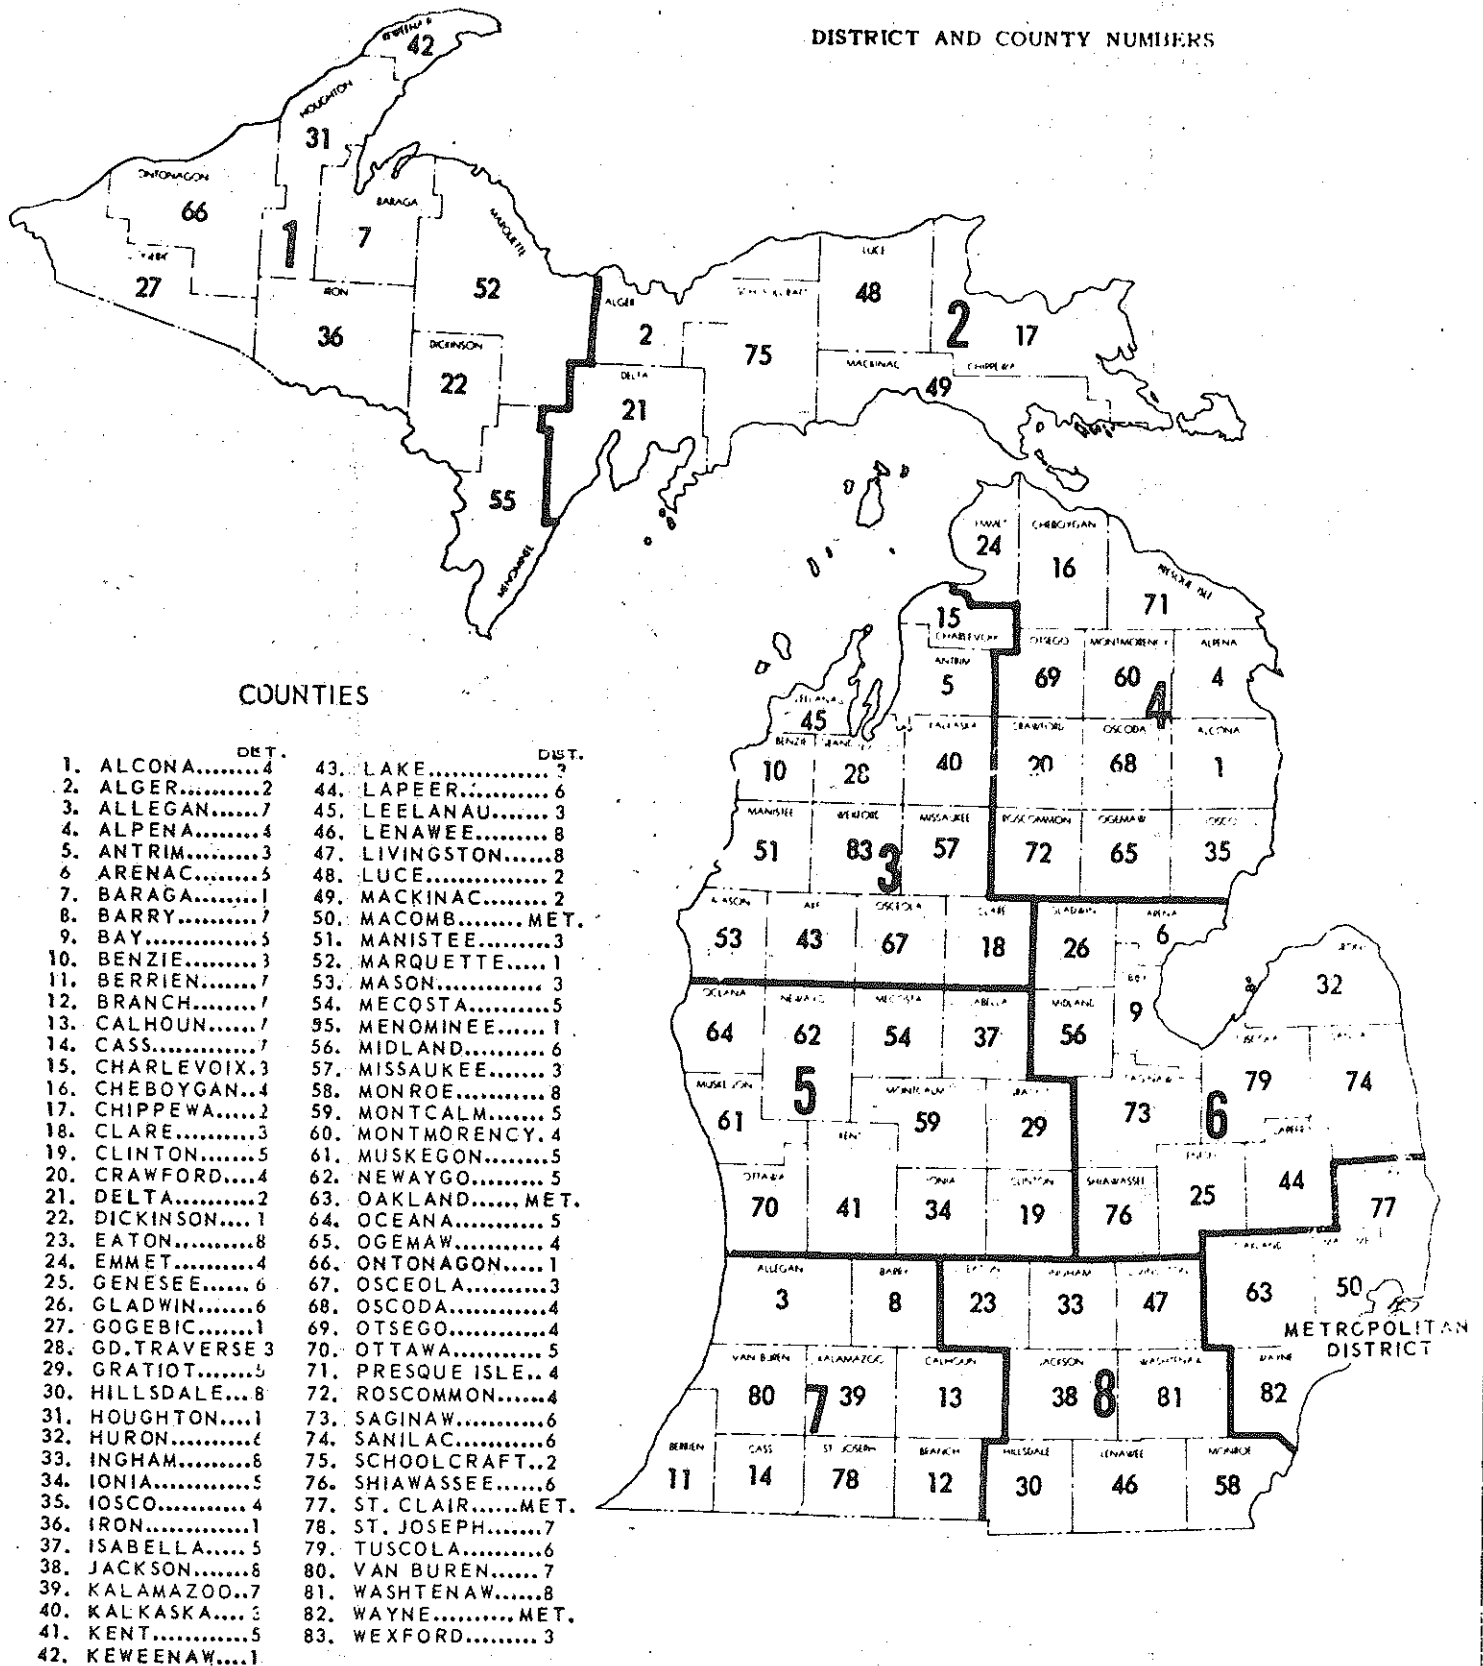 DISTRICT AND COUNTY NUMBERS
42
HOUGHTON
31
ONTONAGON
66
BARAGA
7
1
MARQUETTE
27
52
IRON
36
DICKINSON
22
55
MENOMINEE
ALGER
2
DELTA
21
75
LUCE
48
2
17
MACKINAC
CHIPPEWA
49
24
CHEBOYGAN
16
71
15
CHARLEVOIX
ANTRIM
5
OTSEGO
69
MONTMORENCY
60
4
ALPENA
4
45
BENZIE
10
28
KALKASKA
40
CRAWFORD
20
OSCODA
68
ALCONA
1
MANISTEE
51
WEXFORD
83
3
MISSAUKEE
57
ROSCOMMON
72
OGEMAW
65
35
53
43
OSCEOLA
67
CLARE
18
GLADWIN
26
6
32
OCEANA
64
62
MECOSTA
54
37
MIDLAND
56
9
79
74
61
5
MONTCALM
59
29
73
6
OTTAWA
70
KENT
41
IONIA
34
CLINTON
19
SHIAWASSEE
76
25
44
77
ALLEGAN
3
BARRY
8
23
INGHAM
33
47
63
50
METROPOLITAN
DISTRICT
VAN BUREN
80
KALAMAZOO
39
7
CALHOUN
13
JACKSON
38
8
WASHTENAW
81
WAYNE
82
BERRIEN
11
CASS
14
ST JOSEPH
78
BRANCH
12
HILLSDALE
30
LENAWEE
46
MONROE
58
COUNTIES
DIST.
1. ALCONA........4
2. ALGER..........2
3. ALLEGAN......7
4. ALPENA........4
5. ANTRIM.........3
6 ARENAC........5
7. BARAGA........1
8. BARRY..........7
9. BAY..............5
10. BENZIE.........3
11. BERRIEN.......7
12. BRANCH.......7
13. CALHOUN......7
14. CASS............7
15. CHARLEVOIX.3
16. CHEBOYGAN..4
17. CHIPPEWA.....2
18. CLARE..........3
19. CLINTON.......5
20. CRAWFORD....4
21. DELTA..........2
22. DICKINSON.... 1
23. EATON..........8
24. EMMET..........4
25. GENESEE...... 6
26. GLADWIN.......6
27. GOGEBIC.......1
28. GD.TRAVERSE 3
29. GRATIOT.......5
30. HILLSDALE...8
31. HOUGHTON....1
32. HURON..........6
33. INGHAM.........8
34. IONIA............5
35. IOSCO........... 4
36. IRON.............1
37. ISABELLA..... 5
38. JACKSON.......8
39. KALAMAZOO..7
40. KALKASKA.... 3
41. KENT............5
42. KEWEENAW....1
DIST.
43. LAKE...............
44. LAPEER........... 6
45. LEELANAU....... 3
46. LENAWEE......... 8
47. LIVINGSTON......8
48. LUCE............... 2
49. MACKINAC........ 2
50. MACOMB........ MET.
51. MANISTEE.........3
52. MARQUETTE..... 1
53. MASON............. 3
54. MECOSTA..........5
55. MENOMINEE...... 1
56. MIDLAND.......... 6
57. MISSAUKEE....... 3
58. MONROE............8
59. MONTCALM....... 5
60. MONTMORENCY. 4
61. MUSKEGON........5
62. NEWAYGO......... 5
63. OAKLAND...... MET.
64. OCEANA........... 5
65. OGEMAW.......... 4
66. ONTONAGON..... 1
67. OSCEOLA..........3
68. OSCODA............4
69. OTSEGO............4
70. OTTAWA........... 5
71. PRESQUE ISLE.. 4
72. ROSCOMMON......4
73. SAGINAW...........6
74. SANILAC...........6
75. SCHOOLCRAFT..2
76. SHIAWASSEE......6
77. ST. CLAIR......MET.
78. ST. JOSEPH.......7
79. TUSCOLA..........6
80. VAN BUREN...... 7
81. WASHTENAW......8
82. WAYNE.......... MET.
83. WEXFORD......... 3